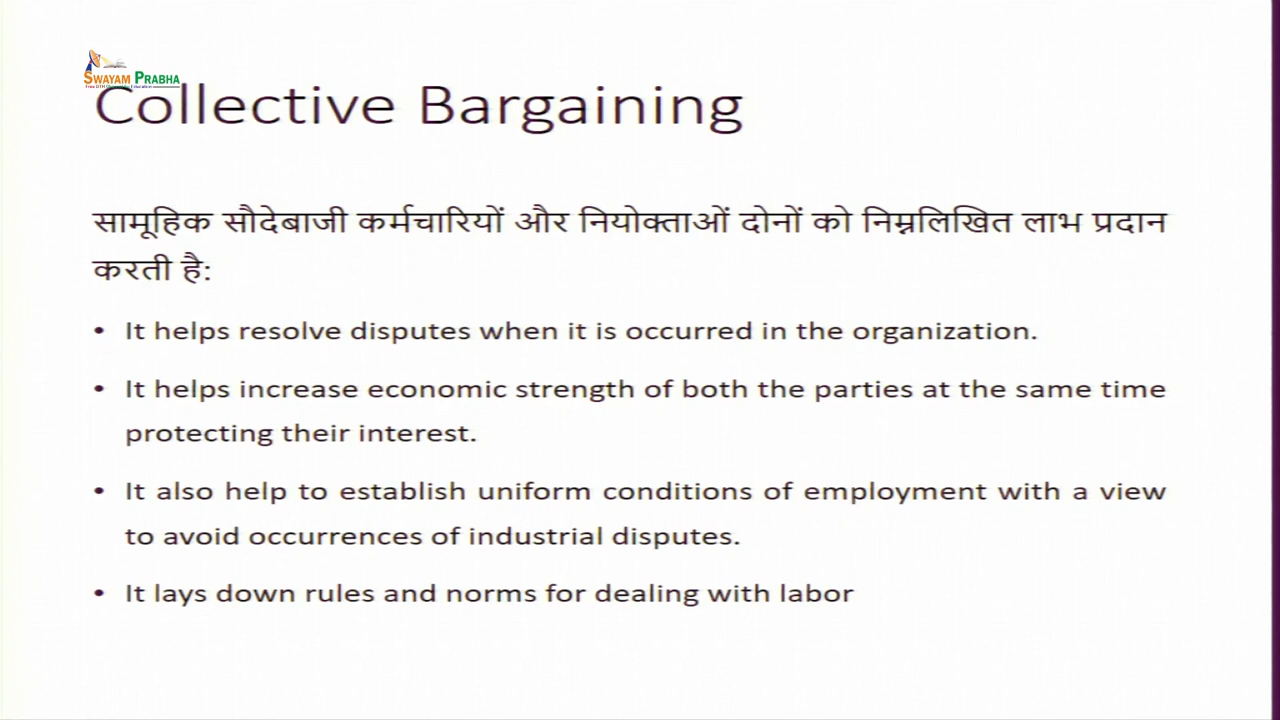 SWAYAM PRABHA
Collective Bargaining
सामूहिक सौदेबाजी कर्मचारियों और नियोक्ताओं दोनों को निम्नलिखित लाभ प्रदान
करती है:
• It helps resolve disputes when it is occurred in the organization.
• It helps increase economic strength of both the parties at the same time
protecting their interest.
• It also help to establish uniform conditions of employment with a view
to avoid occurrences of industrial disputes.
• It lays down rules and norms for dealing with labor